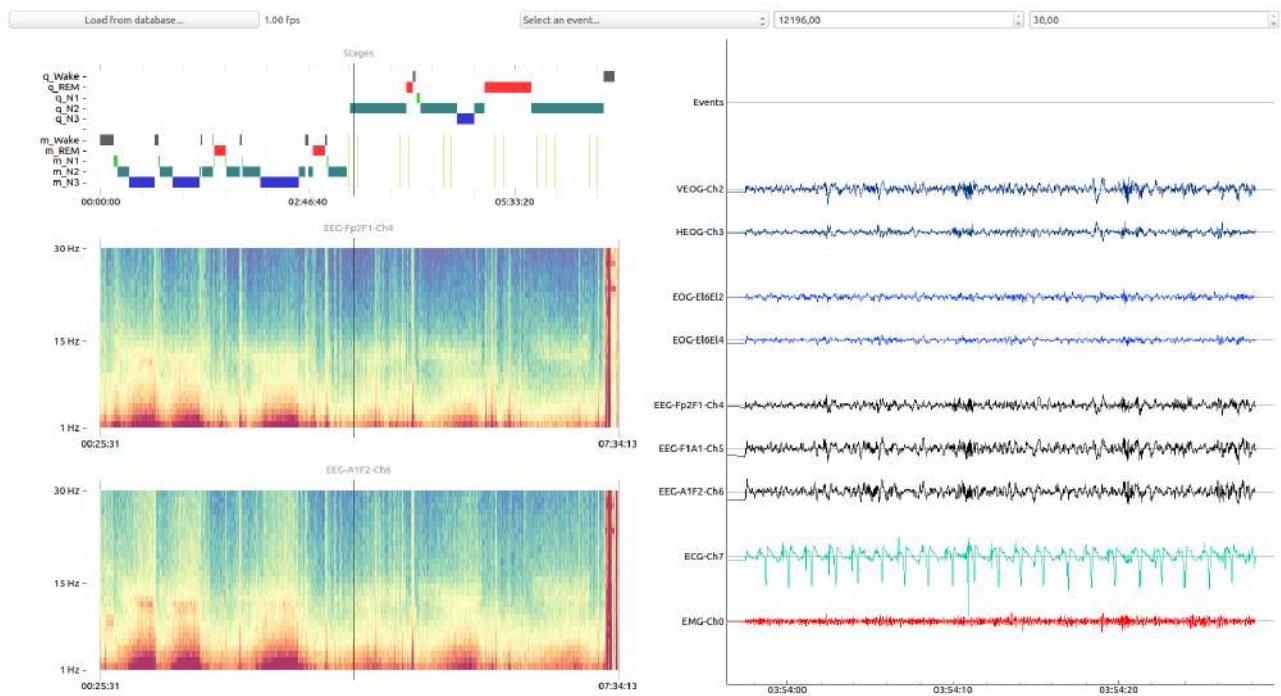 Load from database...
1.00 fps
Select an event...
12196,00
30,00
Stages
q_Wake
q_REM
q_N1
q_N2
q_N3
m_Wake
m_REM
m_N1
m_N2
m_N3
00:00:00
02:46:40
05:33:20
EEG-Fp2F1-Ch4
30 Hz
15 Hz
1 Hz
00:25:31
07:34:13
EEG-A1F2-Ch6
30 Hz
15 Hz
1 Hz
00:25:31
07:34:13
Events
VEOG-Ch2
HEOG-Ch3
EOG-El6El2
EOG-El6El4
EEG-Fp2F1-Ch4
EEG-F1A1-Ch5
EEG-A1F2-Ch6
ECG-Ch7
EMG-Ch0
03:54:00
03:54:10
03:54:20